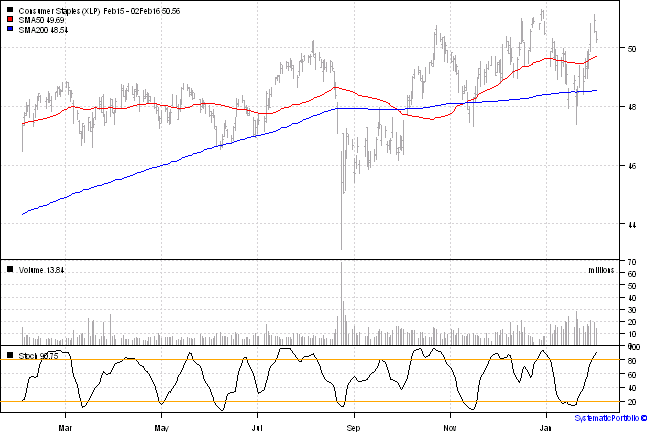 Consumer Staples (XLP) Feb15 - 02Feb16 50.56
SMA50 49.69
SMA200 48.54
50
48
46
44
Volume 13.84
millions
70
60
50
40
30
20
10
0
Stoch 90.75
100
80
60
40
20
Mar May Jul Sep Nov Jan
SystematicPortfolio ©